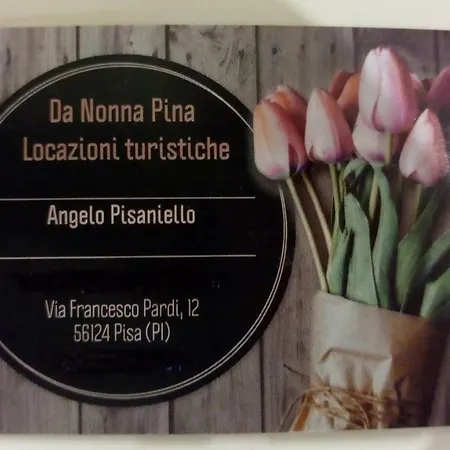 Da Nonna Pina
Locazioni turistiche
Angelo Pisaniello
Via Francesco Pardi, 12
56124 Pisa (PI)